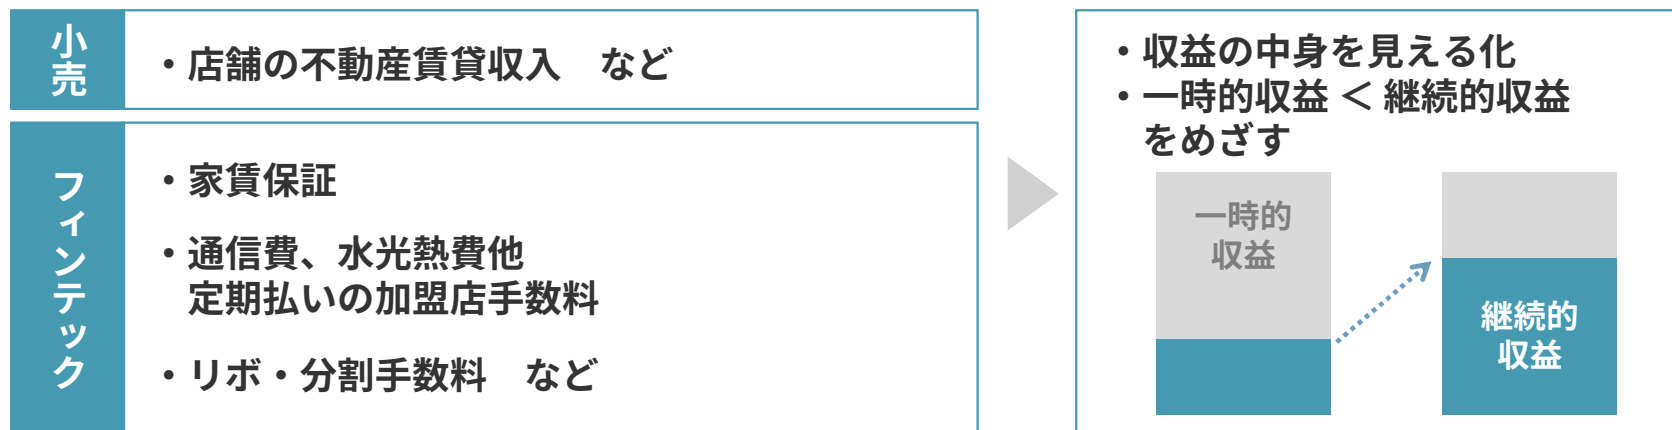 小売
・店舗の不動産賃貸収入　など
フィンテック
・家賃保証
・通信費、水光熱費他
定期払いの加盟店手数料
・リボ・分割手数料　など
・収益の中身を見える化
・一時的収益 ＜ 継続的収益
をめざす
一時的
収益
継続的
収益